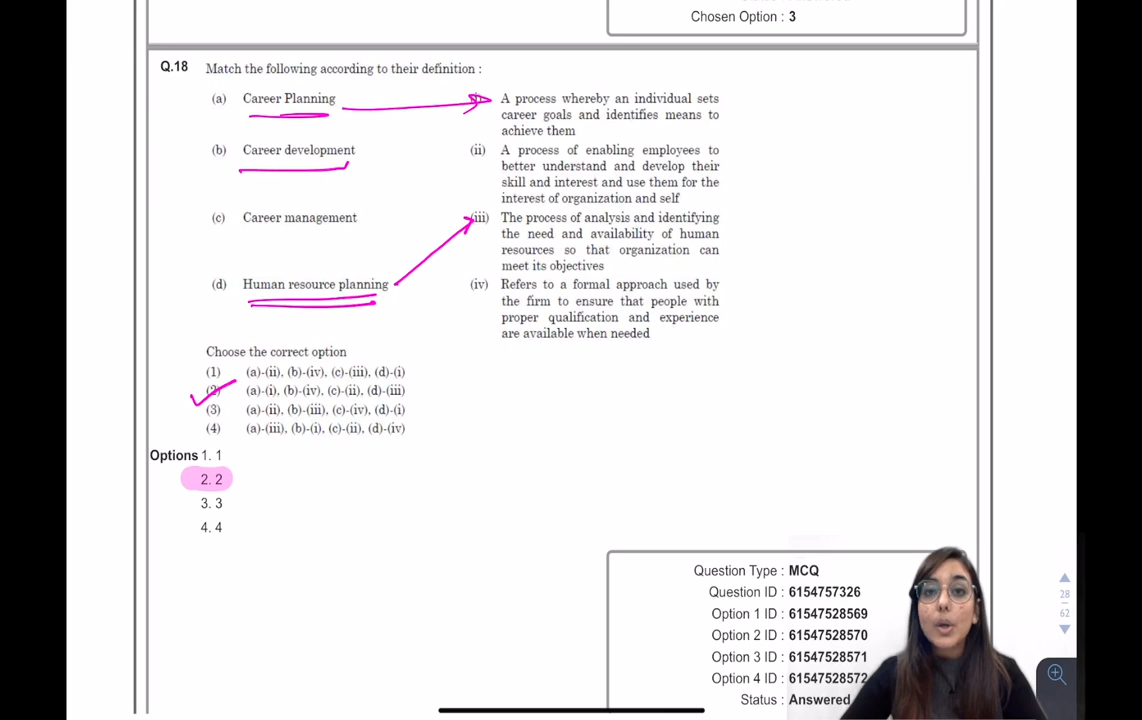 Chosen Option : 3
Q.18 Match the following according to their definition :
(a) Career Planning
A process whereby an individual sets
career goals and identifies means to
achieve them
(b) Career development
(ii) A process of enabling employees to
better understand and develop their
skill and interest and use them for the
interest of organization and self
(c) Career management
(iii) The process of analysis and identifying
the need and availability of human
resources so that organization can
meet its objectives
(d) Human resource planning
(iv) Refers to a formal approach used by
the firm to ensure that people with
proper qualification and experience
are available when needed
Choose the correct option
(1) (a)-(ii), (b)-(iv), (c)-(iii), (d)-(i)
(2) (a)-(i), (b)-(iv), (c)-(ii), (d)-(iii)
(3) (a)-(ii), (b)-(iii), (c)-(iv), (d)-(i)
(4) (a)-(iii), (b)-(i), (c)-(ii), (d)-(iv)
Options 1. 1
2. 2
3. 3
4. 4
Question Type : MCQ
Question ID : 6154757326
Option 1 ID : 61547528569
Option 2 ID : 61547528570
Option 3 ID : 61547528571
Option 4 ID : 61547528572
Status : Answered
28
62